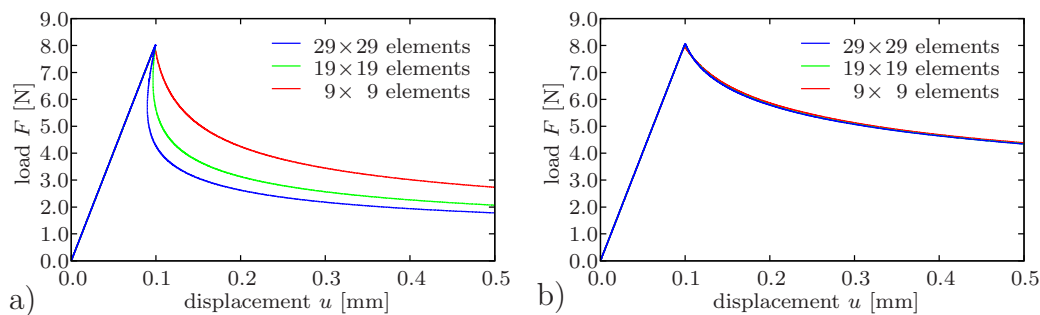 9.0
8.0
7.0
6.0
5.0
4.0
3.0
2.0
1.0
0.0
load F [N]
29×29 elements
19×19 elements
9× 9 elements
0.0 0.1 0.2 0.3 0.4 0.5
displacement u [mm]
a)
9.0
8.0
7.0
6.0
5.0
4.0
3.0
2.0
1.0
0.0
load F [N]
29×29 elements
19×19 elements
9× 9 elements
0.0 0.1 0.2 0.3 0.4 0.5
displacement u [mm]
b)